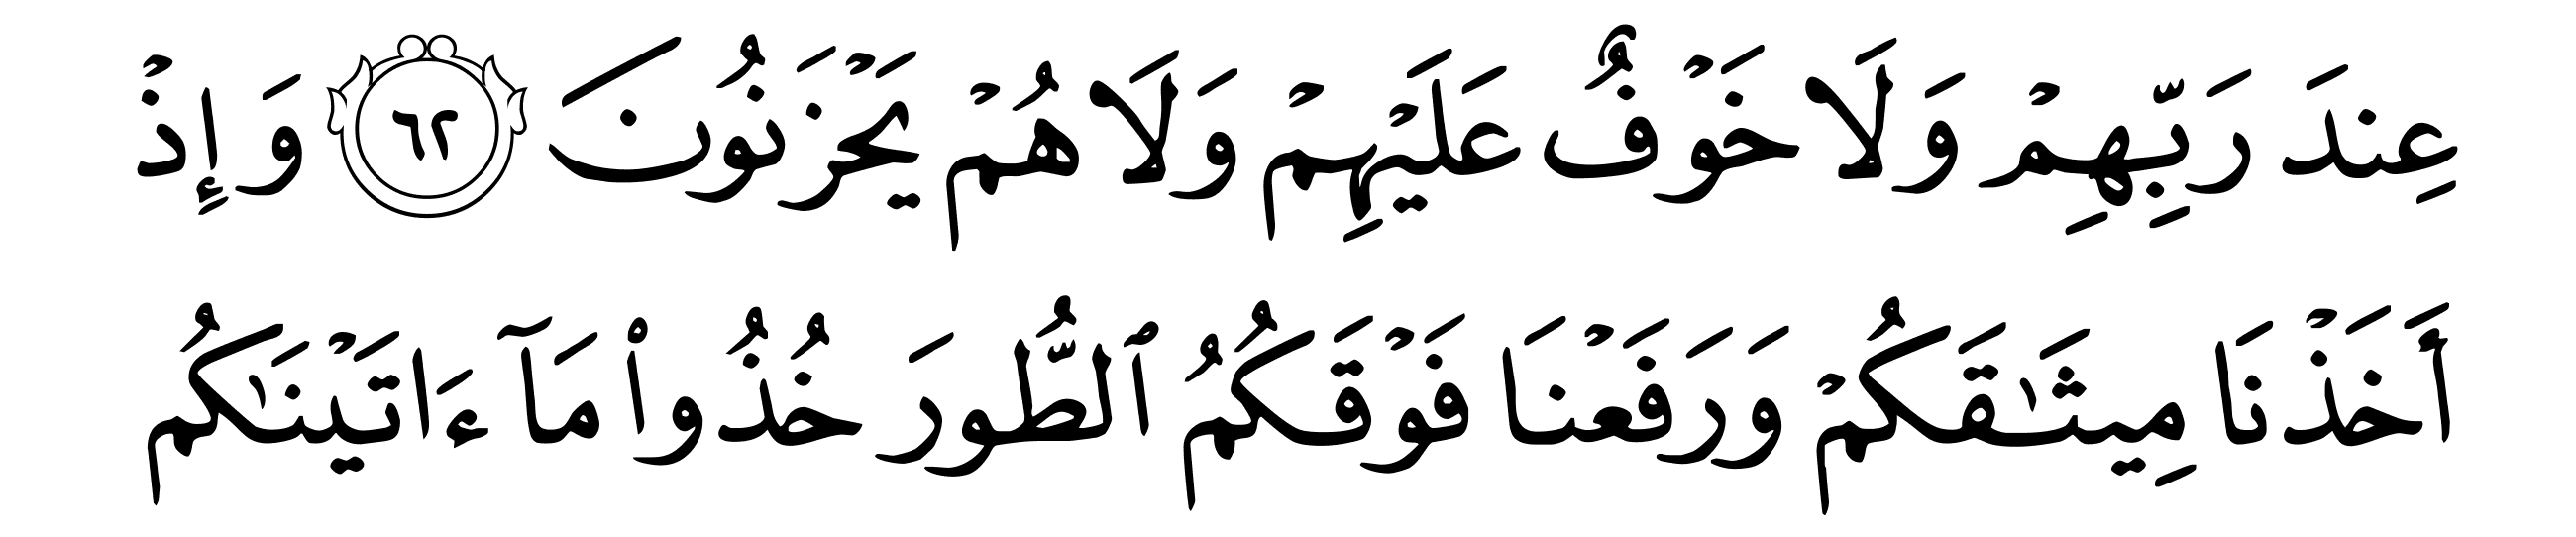 عِندَ رَبِّهِمۡ وَلَا خَوۡفٌ عَلَيۡهِمۡ وَلَا هُمۡ يَحۡزَنُونَ ٦٢ وَإِذۡ
أَخَذۡنَا مِيثَٰقَكُمۡ وَرَفَعۡنَا فَوۡقَكُمُ ٱلطُّورَ خُذُواْ مَآ ءَاتَيۡنَٰكُم